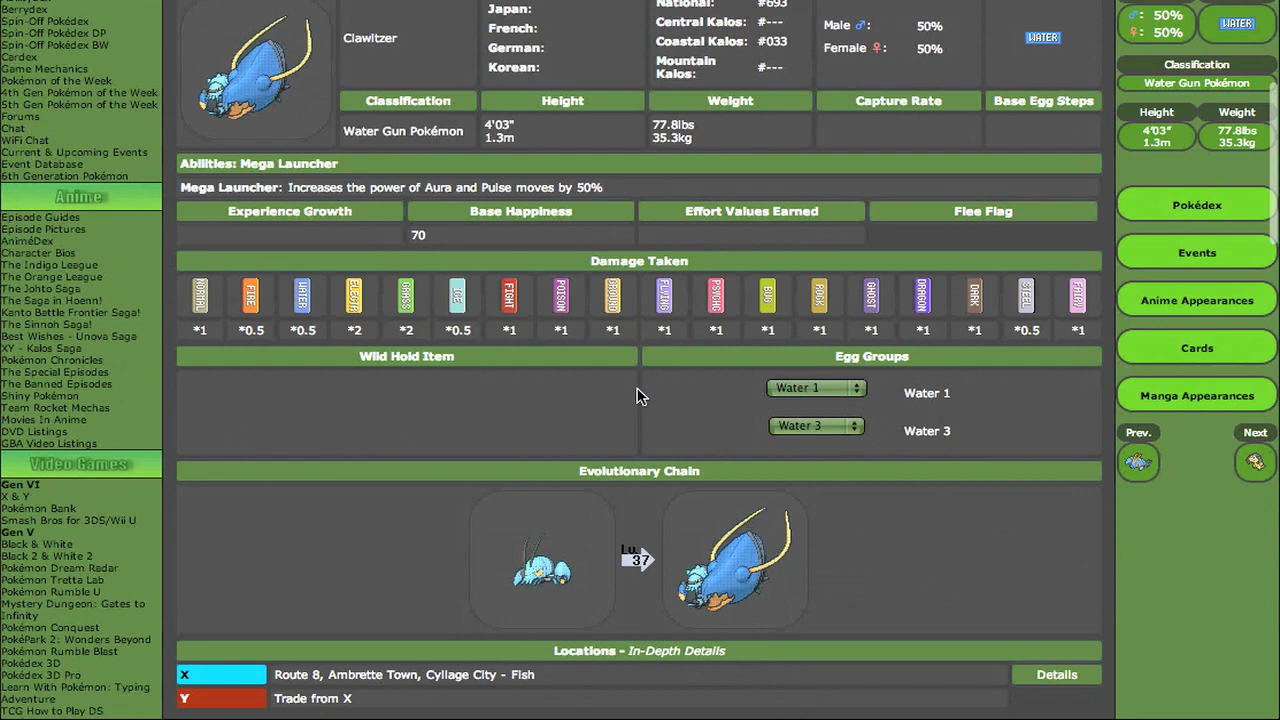 Berrydex
Spin-Off Pokédex
Spin-Off Pokédex DP
Spin-Off Pokédex BW
Cardex
Game Mechanics
Pokémon of the Week
4th Gen Pokémon of the Week
5th Gen Pokémon of the Week
Forums
Chat
WiFi Chat
Current & Upcoming Events
Event Database
6th Generation Pokémon
Anime
Episode Guides
Episode Pictures
AniméDex
Character Bios
The Indigo League
The Orange League
The Johto Saga
The Saga in Hoenn!
Kanto Battle Frontier Saga!
The Sinnoh Saga!
Best Wishes - Unova Saga
XY - Kalos Saga
Pokémon Chronicles
The Special Episodes
The Banned Episodes
Shiny Pokémon
Team Rocket Mechas
Movies In Anime
DVD Listings
GBA Video Listings
Video Games
Gen VI
X & Y
Pokémon Bank
Smash Bros for 3DS/Wii U
Gen V
Black & White
Black 2 & White 2
Pokémon Dream Radar
Pokémon Tretta Lab
Pokémon Rumble U
Mystery Dungeon: Gates to
Infinity
Pokémon Conquest
PokéPark 2: Wonders Beyond
Pokémon Rumble Blast
Pokédex 3D
Pokédex 3D Pro
Learn With Pokémon: Typing
Adventure
TCG How to Play DS
Clawitzer
Japan:
French:
German:
Korean:
National: #693
Central Kalos: #---
Coastal Kalos: #033
Mountain
Kalos: #---
Male ♂: 50%
Female ♀: 50%
WATER
Classification Height Weight Capture Rate Base Egg Steps
Water Gun Pokémon 4'03" 77.8lbs
1.3m 35.3kg
Abilities: Mega Launcher
Mega Launcher: Increases the power of Aura and Pulse moves by 50%
Experience Growth Base Happiness Effort Values Earned Flee Flag
70
Damage Taken
NORMAL FIRE WATER ELECTR GRASS ICE FIGHT POISON GROUND FLYING PSYCHC BUG ROCK GHOST DRAGON DARK STEEL FAIRY
*1 *0.5 *0.5 *2 *2 *0.5 *1 *1 *1 *1 *1 *1 *1 *1 *1 *1 *0.5 *1
Wild Hold Item Egg Groups
Water 1 Water 1
Water 3 Water 3
Evolutionary Chain
Lv.
37
Locations - In-Depth Details
X Route 8, Ambrette Town, Cyllage City - Fish Details
Y Trade from X
♂: 50%
♀: 50%
WATER
Classification
Water Gun Pokémon
Height Weight
4'03" 77.8lbs
1.3m 35.3kg
Pokédex
Events
Anime Appearances
Cards
Manga Appearances
Prev. Next